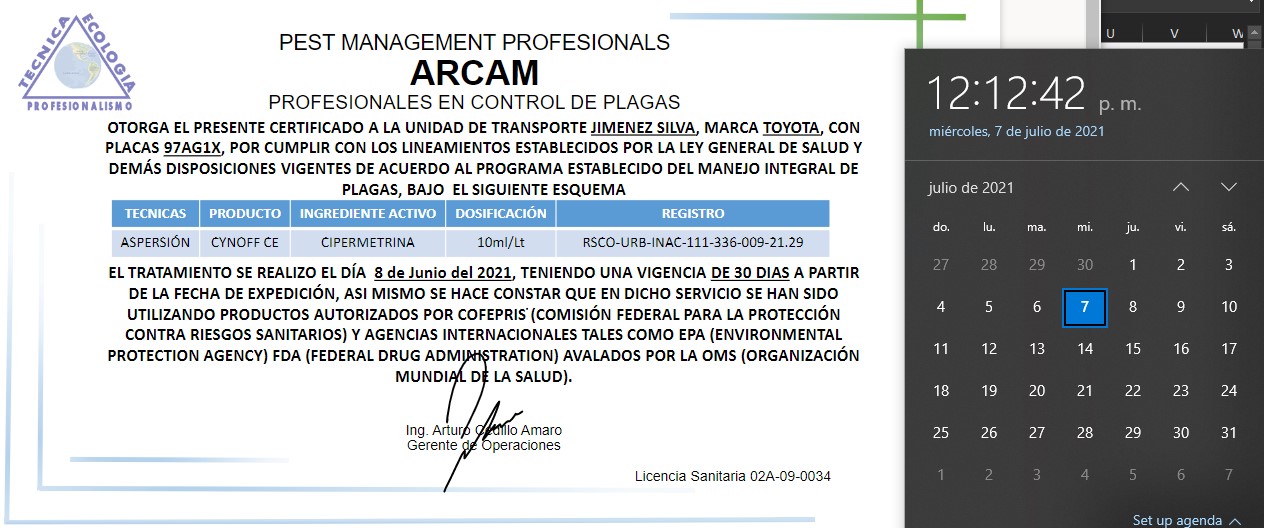 TECNICA ECOLOGIA
PROFESIONALISMO
PEST MANAGEMENT PROFESIONALS
ARCAM
PROFESIONALES EN CONTROL DE PLAGAS
OTORGA EL PRESENTE CERTIFICADO A LA UNIDAD DE TRANSPORTE JIMENEZ SILVA, MARCA TOYOTA, CON
PLACAS 97AG1X, POR CUMPLIR CON LOS LINEAMIENTOS ESTABLECIDOS POR LA LEY GENERAL DE SALUD Y
DEMÁS DISPOSICIONES VIGENTES DE ACUERDO AL PROGRAMA ESTABLECIDO DEL MANEJO INTEGRAL DE
PLAGAS, BAJO EL SIGUIENTE ESQUEMA
TECNICAS PRODUCTO INGREDIENTE ACTIVO DOSIFICACIÓN REGISTRO
ASPERSIÓN CYNOFF CE CIPERMETRINA 10ml/Lt RSCO-URB-INAC-111-336-009-21.29
EL TRATAMIENTO SE REALIZO EL DÍA 8 de Junio del 2021, TENIENDO UNA VIGENCIA DE 30 DIAS A PARTIR
DE LA FECHA DE EXPEDICIÓN, ASI MISMO SE HACE CONSTAR QUE EN DICHO SERVICIO SE HAN SIDO
UTILIZANDO PRODUCTOS AUTORIZADOS POR COFEPRIS (COMISIÓN FEDERAL PARA LA PROTECCIÓN
CONTRA RIESGOS SANITARIOS) Y AGENCIAS INTERNACIONALES TALES COMO EPA (ENVIRONMENTAL
PROTECTION AGENCY) FDA (FEDERAL DRUG ADMINISTRATION) AVALADOS POR LA OMS (ORGANIZACIÓN
MUNDIAL DE LA SALUD).
Ing. Arturo Cedillo Amaro
Gerente de Operaciones
Licencia Sanitaria 02A-09-0034
U V W
12:12:42 p. m.
miércoles, 7 de julio de 2021
julio de 2021
do. lu. ma. mi. ju. vi. sá.
27 28 29 30 1 2 3
4 5 6 7 8 9 10
11 12 13 14 15 16 17
18 19 20 21 22 23 24
25 26 27 28 29 30 31
1 2 3 4 5 6 7
Set up agenda